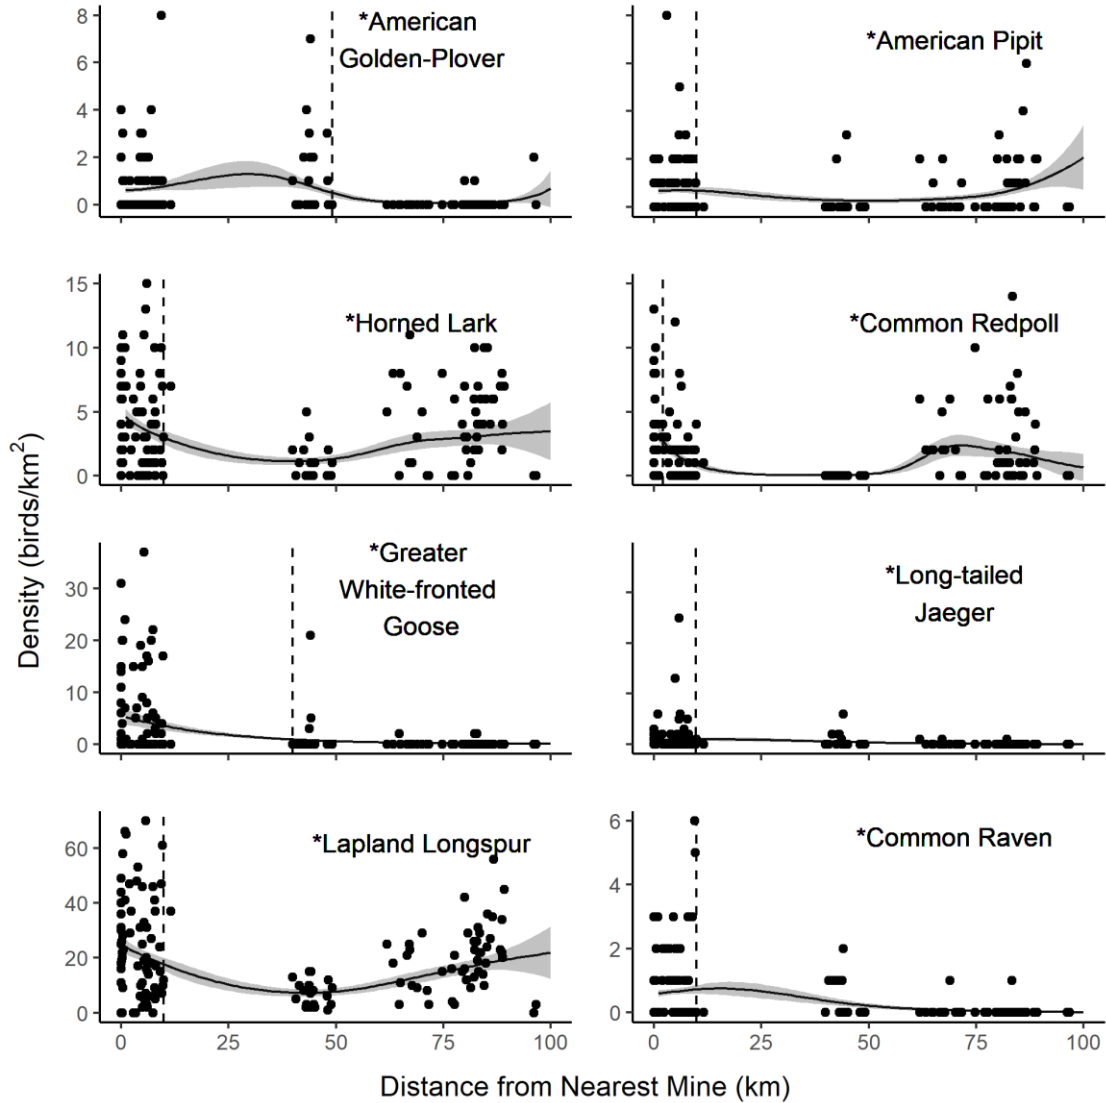 *American
Golden-Plover
*American Pipit
8
6
4
2
0
*Horned Lark
*Common Redpoll
15
10
5
0
*Greater
White-fronted
Goose
*Long-tailed
Jaeger
30
20
10
0
*Lapland Longspur
*Common Raven
60
40
20
0
6
4
2
0
0 25 50 75 100
0 25 50 75 100
Density (birds/km²)
Distance from Nearest Mine (km)